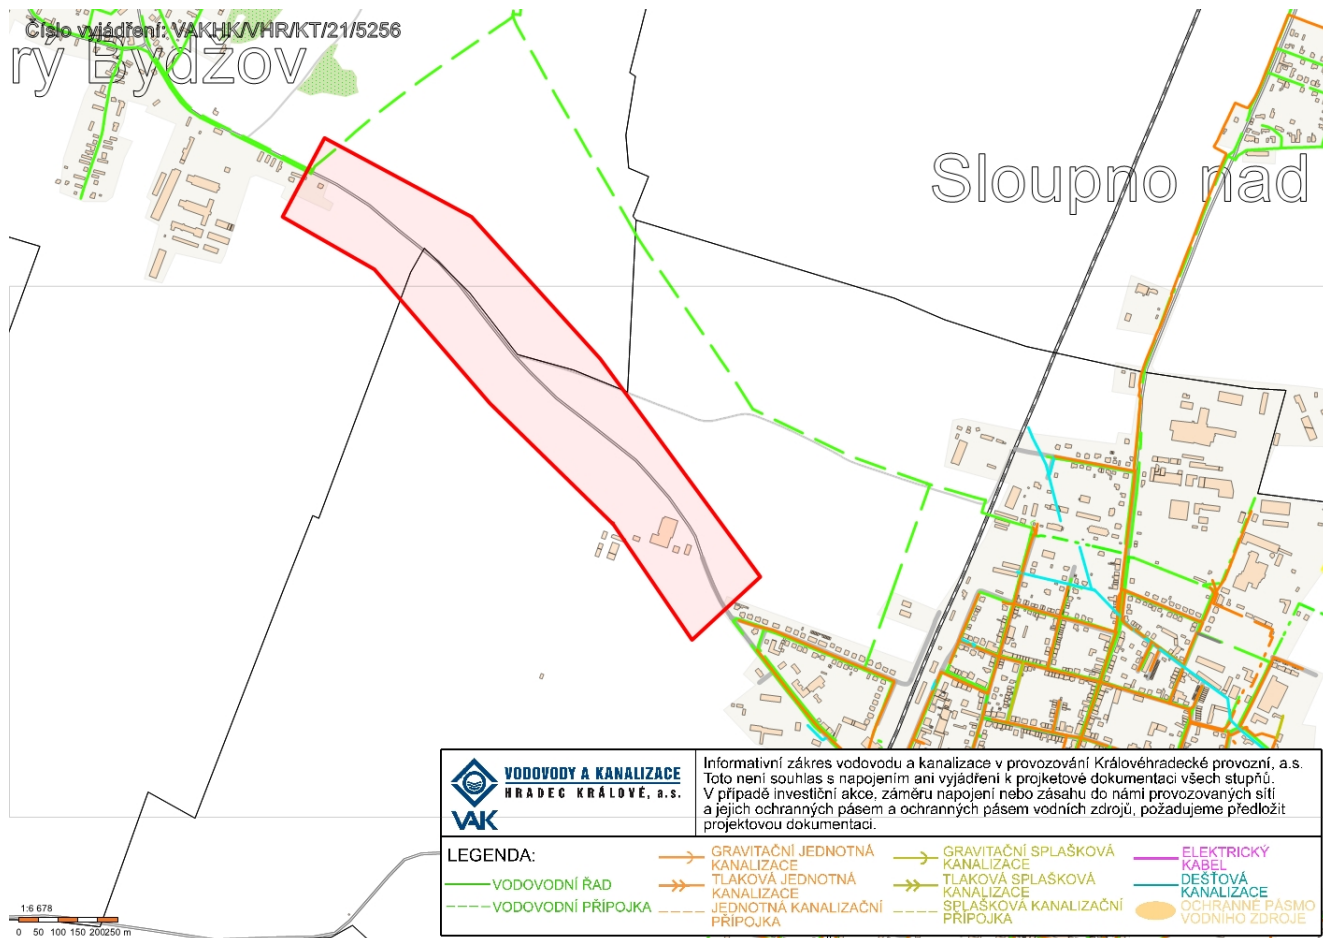 Číslo vyjádření: VAKHK/VHR/KT/21/5256
ry Bydžov
Sloupno nad
VODOVODY A KANALIZACE
HRADEC KRÁLOVÉ, a.s.
VAK
Informativní zákres vodovodu a kanalizace v provozování Královéhradecké provozní, a.s.
Toto není souhlas s napojením ani vyjádření k projketové dokumentaci všech stupňů.
V případě investiční akce, záměru napojení nebo zásahu do námi provozovaných sítí
a jejich ochranných pásem a ochranných pásem vodních zdrojů, požadujeme předložit
projektovou dokumentaci.
LEGENDA:
VODOVODNÍ ŘAD
VODOVODNÍ PŘÍPOJKA
GRAVITAČNÍ JEDNOTNÁ
KANALIZACE
TLAKOVÁ JEDNOTNÁ
KANALIZACE
JEDNOTNÁ KANALIZAČNÍ
PŘÍPOJKA
GRAVITAČNÍ SPLAŠKOVÁ
KANALIZACE
TLAKOVÁ SPLAŠKOVÁ
KANALIZACE
SPLAŠKOVÁ KANALIZAČNÍ
PŘÍPOJKA
ELEKTRICKÝ
KABEL
DEŠŤOVÁ
KANALIZACE
OCHRANNÉ PÁSMO
VODNÍHO ZDROJE
1:6 678
0 50 100 150 200250 m